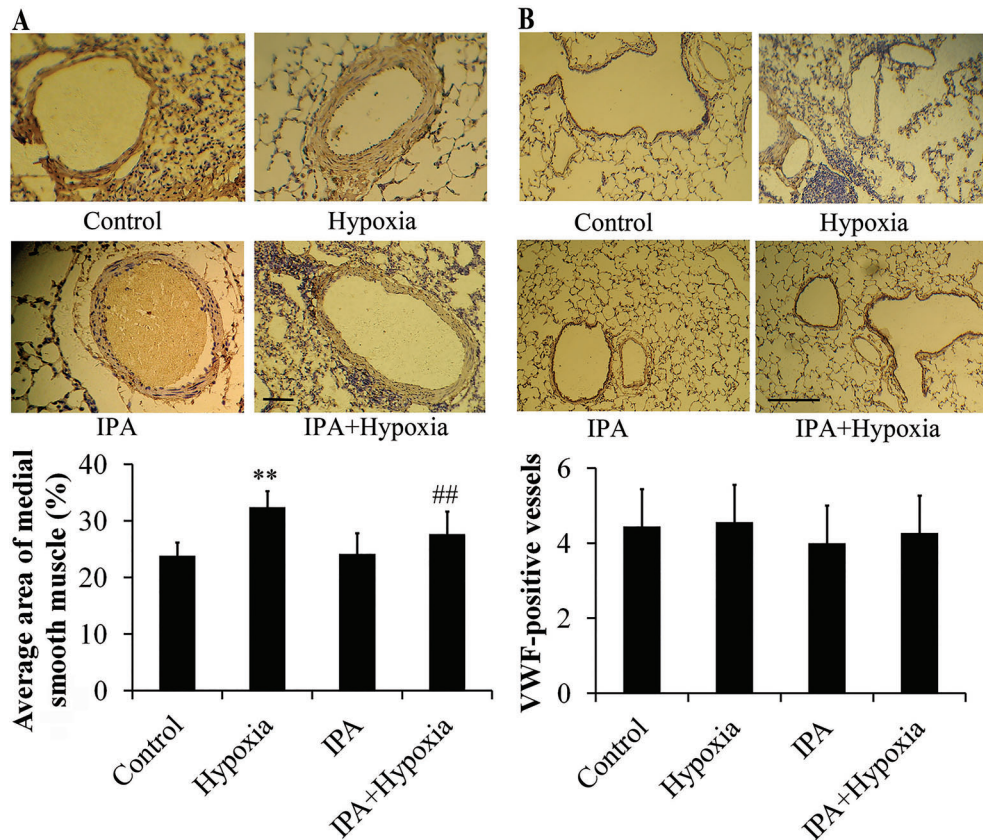 A
B
Control
Hypoxia
Control
Hypoxia
IPA
IPA+Hypoxia
IPA
IPA+Hypoxia
Average area of medial
smooth muscle (%)
40
30
20
10
0
**
##
Control
Hypoxia
IPA
IPA+Hypoxia
VWF-positive vessels
6
4
2
0
Control
Hypoxia
IPA
IPA+Hypoxia